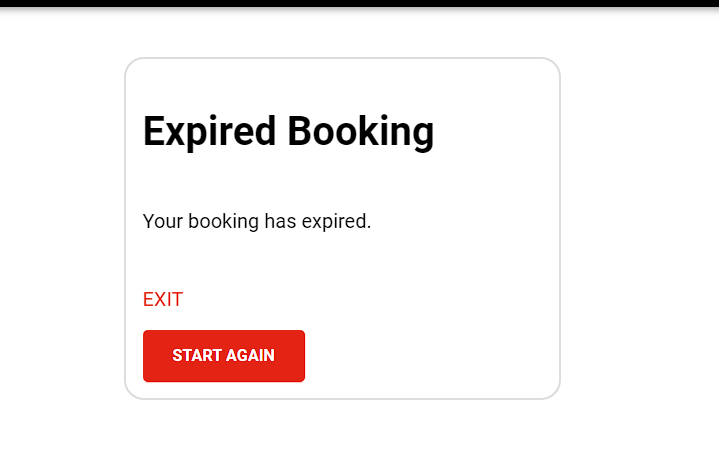 Expired Booking
Your booking has expired.
EXIT
START AGAIN